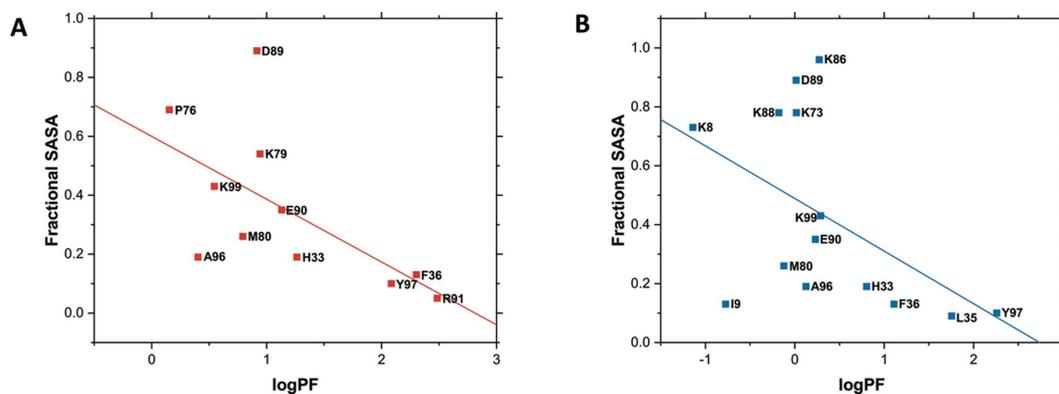 A
Fractional SASA
1.0
0.8
0.6
0.4
0.2
0.0
D89
P76
K79
K99
E90
M80
A96
H33
F36
Y97
R91
0
1
2
3
logPF
B
Fractional SASA
1.0
0.8
0.6
0.4
0.2
0.0
K86
D89
K88
K73
K8
K99
E90
M80
A96
H33
I9
F36
L35
Y97
-1
0
1
2
logPF